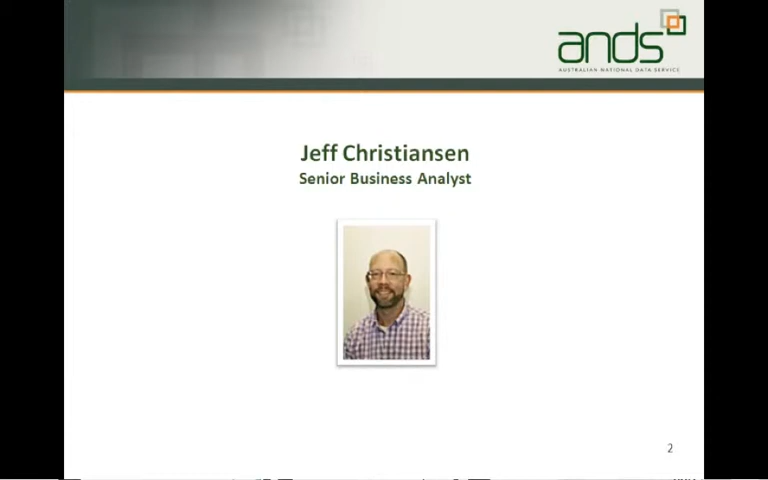 ands
AUSTRALIAN NATIONAL DATA SERVICE
Jeff Christiansen
Senior Business Analyst
2